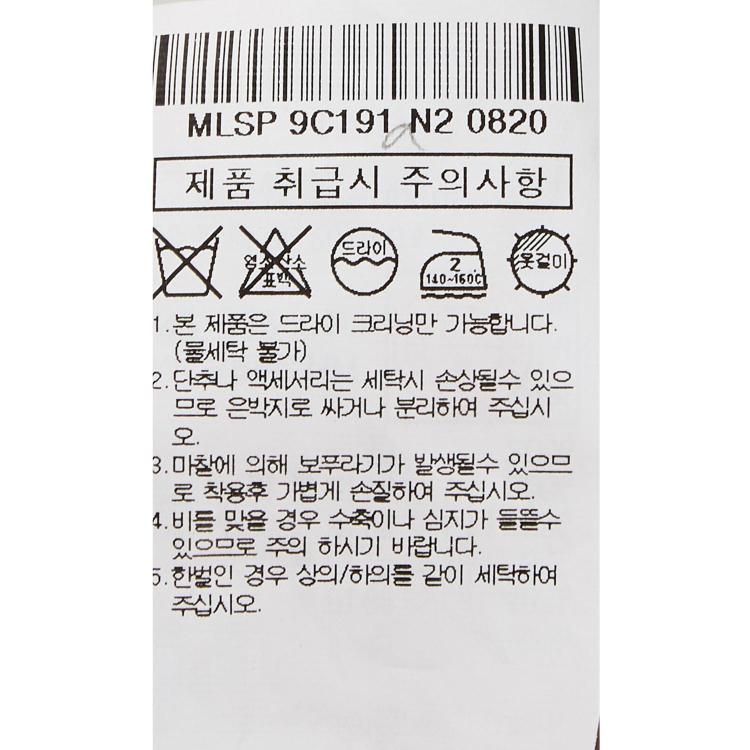 MLSP 9C191 N2 0820
제품 취급시 주의사항
염소산소
표백
드라이
2
140~160℃
옷걸이
1.본 제품은 드라이 크리닝만 가능합니다.
(물세탁 불가)
2.단추나 액세서리는 세탁시 손상될수 있으
므로 은박지로 싸거나 분리하여 주십시
오.
3.마찰에 의해 보푸라기가 발생될수 있으므
로 착용후 가볍게 손질하여 주십시오.
4.비를 맞을 경우 수축이나 심지가 들뜰수
있으므로 주의 하시기 바랍니다.
5.한벌인 경우 상의/하의를 같이 세탁하여
주십시오.